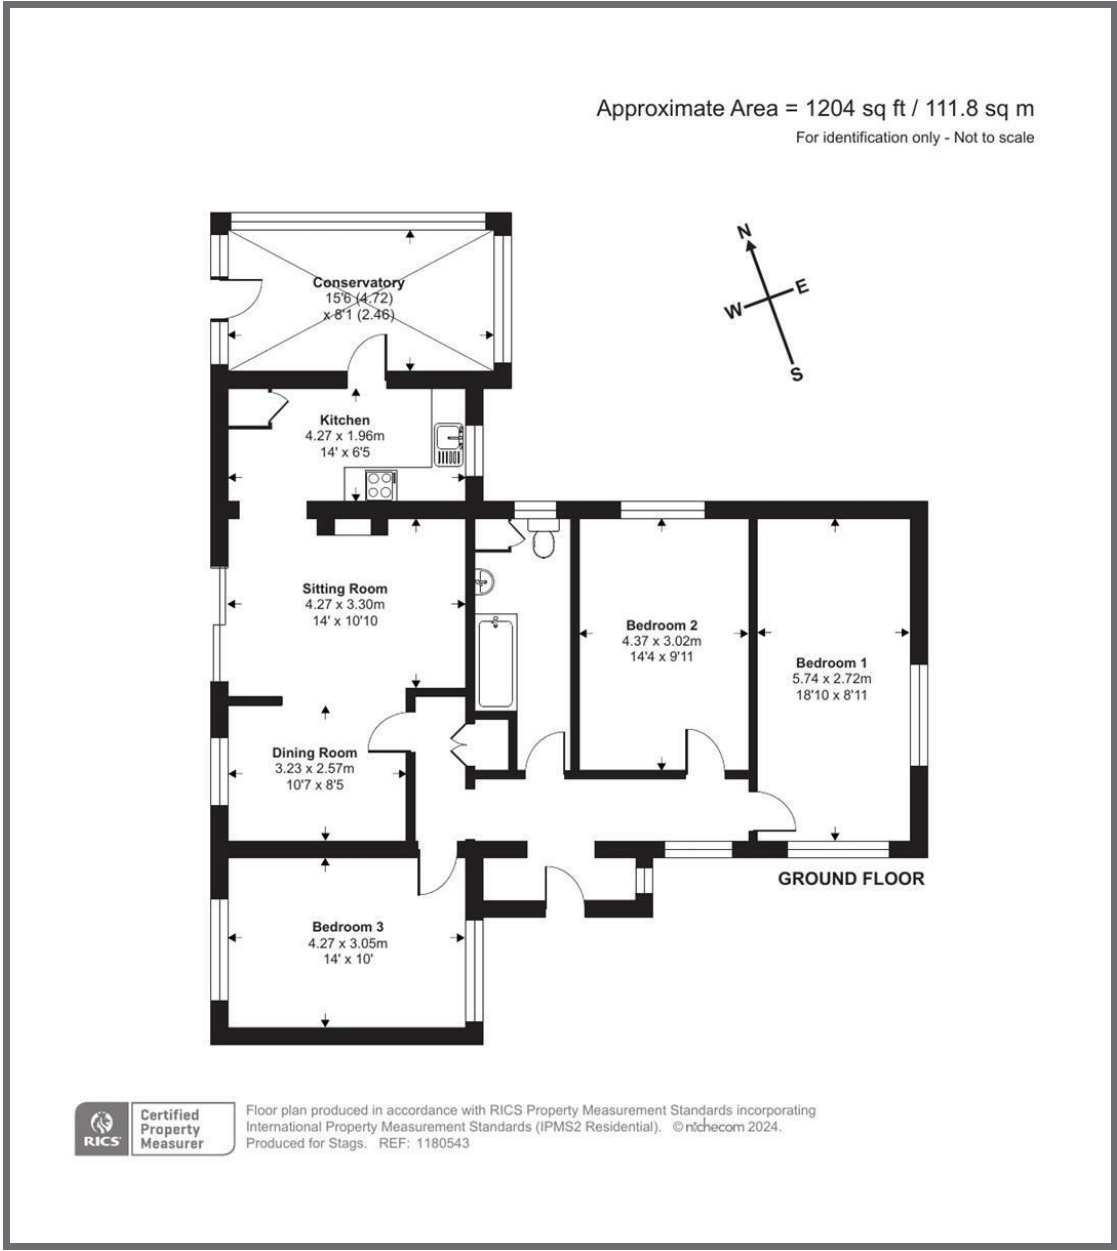 Approximate Area = 1204 sq ft / 111.8 sq m
For identification only - Not to scale
N
E
W
S
Conservatory
15'6 (4.72)
x 8'1 (2.46)
Kitchen
4.27 x 1.96m
14' x 6'5
Sitting Room
4.27 x 3.30m
14' x 10'10
Bedroom 2
4.37 x 3.02m
14'4 x 9'11
Bedroom 1
5.74 x 2.72m
18'10 x 8'11
Dining Room
3.23 x 2.57m
10'7 x 8'5
GROUND FLOOR
Bedroom 3
4.27 x 3.05m
14' x 10'
RICS
Certified
Property
Measurer
Floor plan produced in accordance with RICS Property Measurement Standards incorporating
International Property Measurement Standards (IPMS2 Residential). © nichecom 2024.
Produced for Stags. REF: 1180543